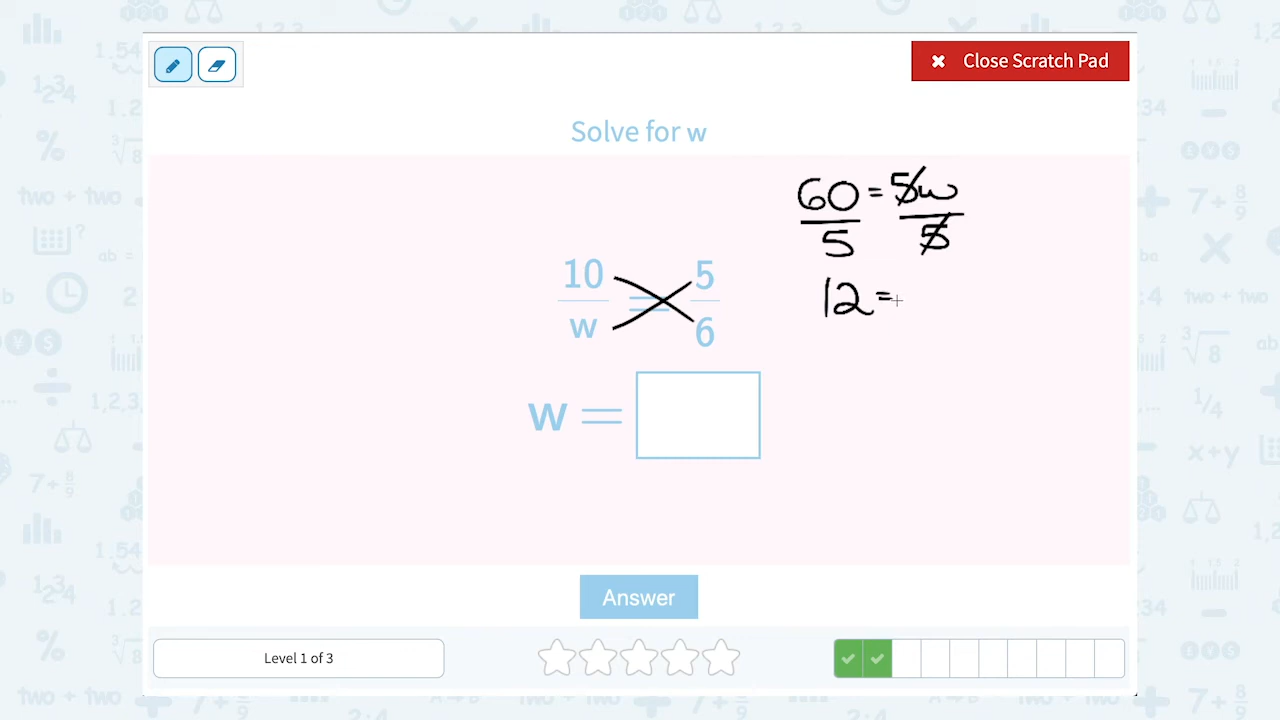 Close Scratch Pad
Solve for w
60 = 5w
5 5
12 =
10 = 5
w 6
w =
Answer
Level 1 of 3